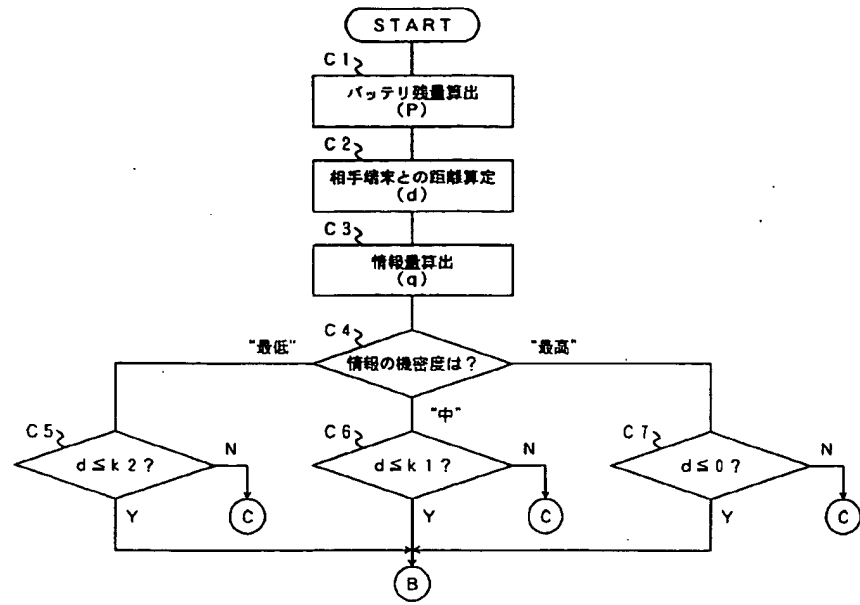 START
C1
バッテリ残量算出
(P)
C2
相手端末との距離算定
(d)
C3
情報量算出
(q)
C4
"最低"
情報の機密度は?
"最高"
"中"
C5
d≦k2?
N
C6
d≦k1?
N
C7
d≦0?
N
Y
C
Y
C
Y
C
B